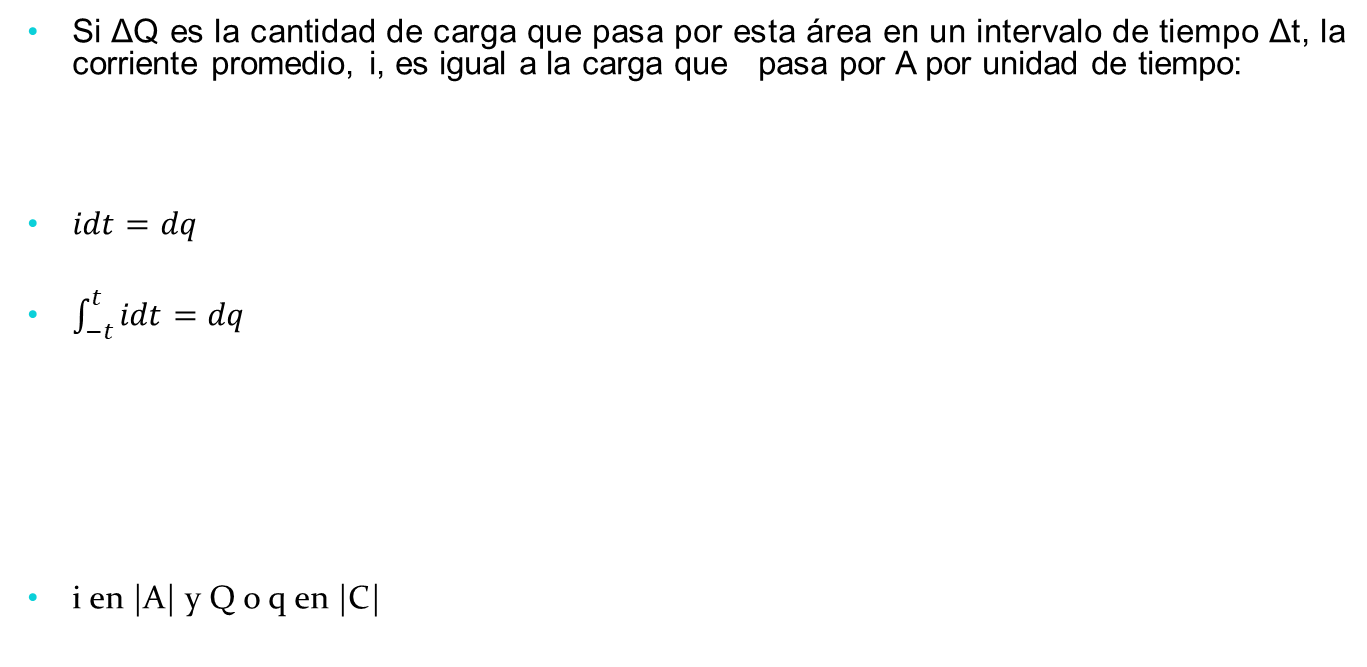 • Si ΔQ es la cantidad de carga que pasa por esta área en un intervalo de tiempo Δt, la
corriente promedio, i, es igual a la carga que pasa por A por unidad de tiempo:
• idt = dq
• ∫_{-t}^{t} idt = dq
• i en |A| y Q o q en |C|